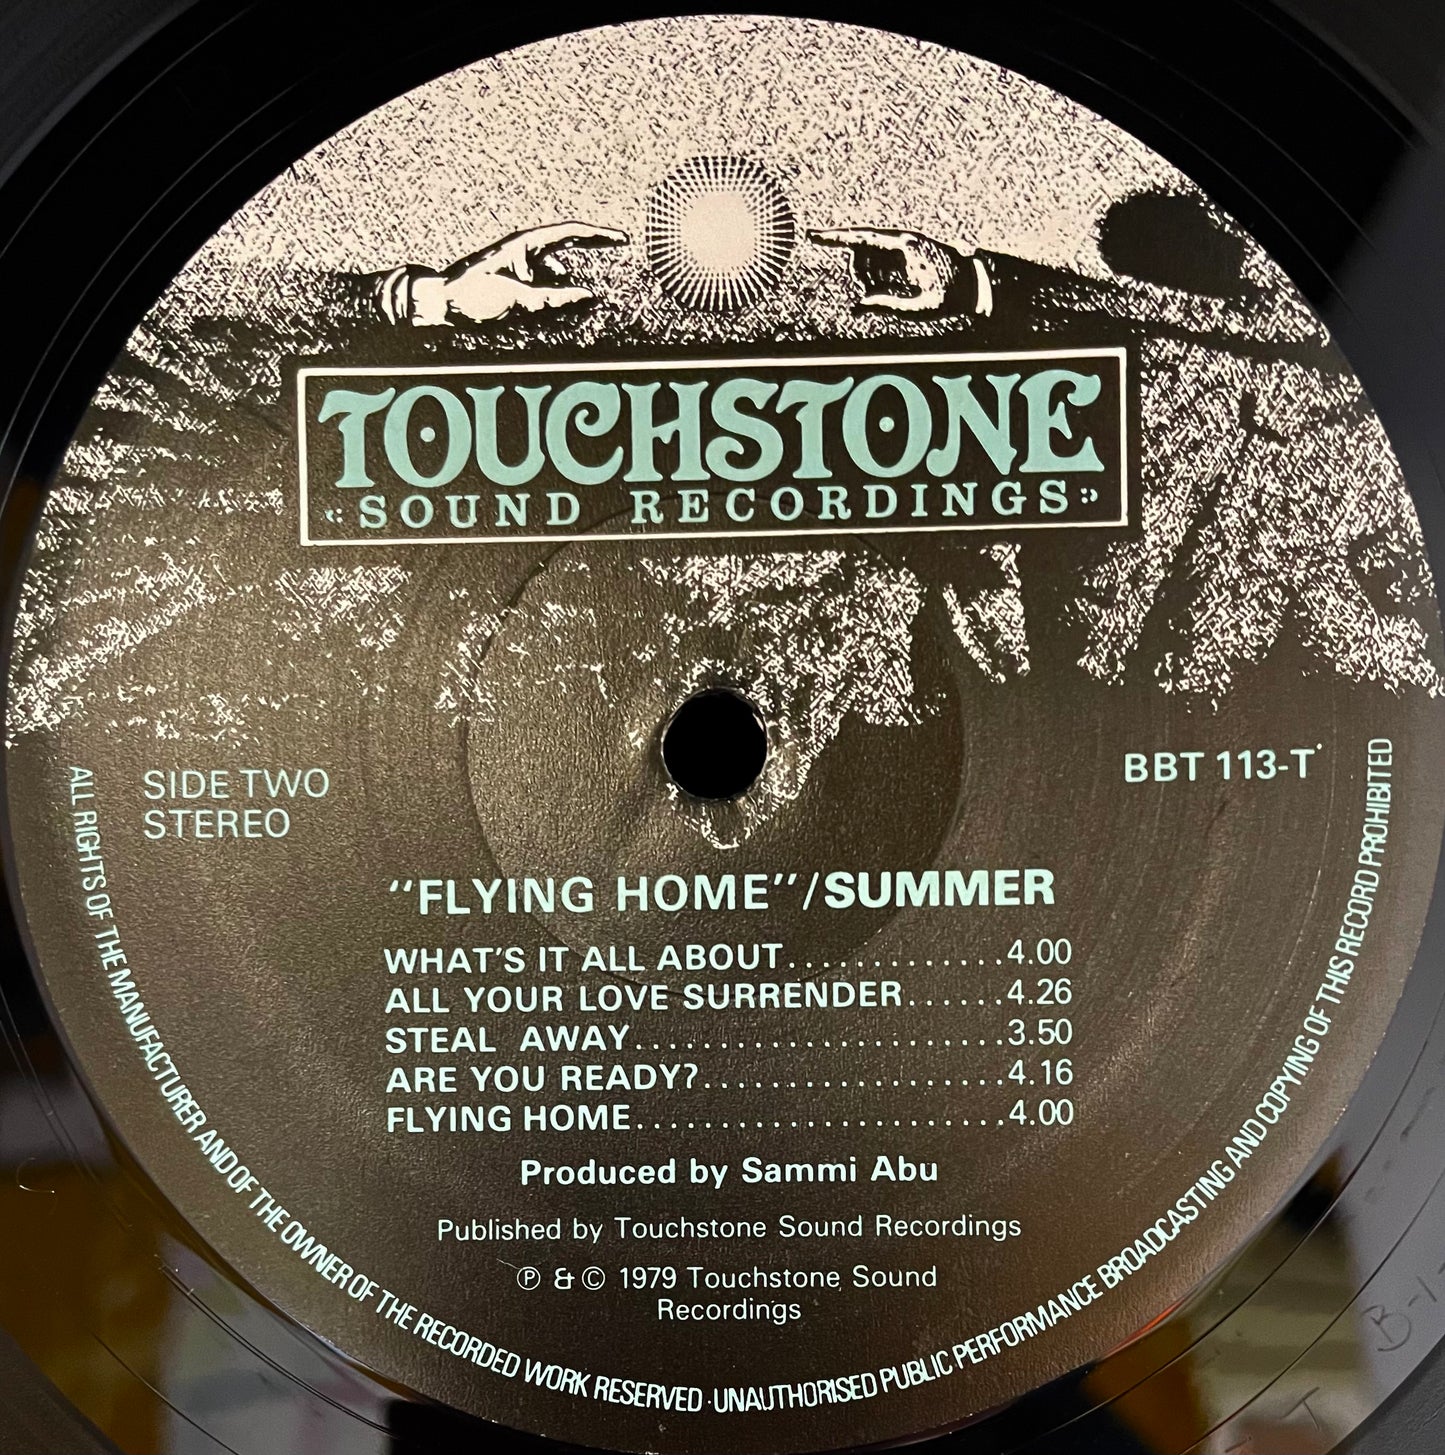 TOUCHSTONE
SOUND RECORDINGS
SIDE TWO
STEREO
BBT 113-T
"FLYING HOME"/SUMMER
WHAT'S IT ALL ABOUT.............4.00
ALL YOUR LOVE SURRENDER......4.26
STEAL AWAY.......................3.50
ARE YOU READY?...................4.16
FLYING HOME.......................4.00
Produced by Sammi Abu
Published by Touchstone Sound Recordings
℗ & © 1979 Touchstone Sound
Recordings
ALL RIGHTS OF THE MANUFACTURER AND OF THE OWNER OF THE RECORDED WORK RESERVED · UNAUTHORISED PUBLIC PERFORMANCE BROADCASTING AND COPYING OF THIS RECORD PROHIBITED